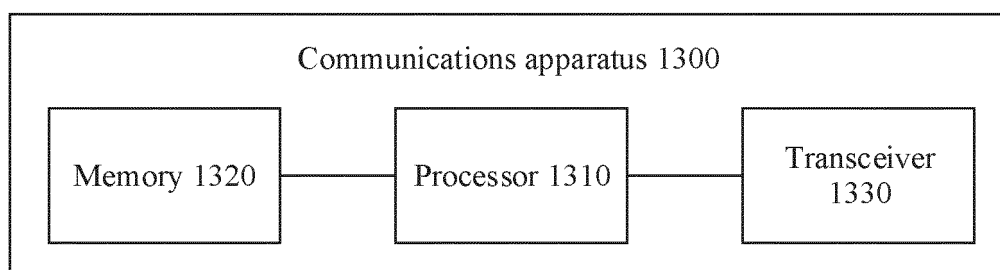 Communications apparatus 1300
Memory 1320
Processor 1310
Transceiver
1330